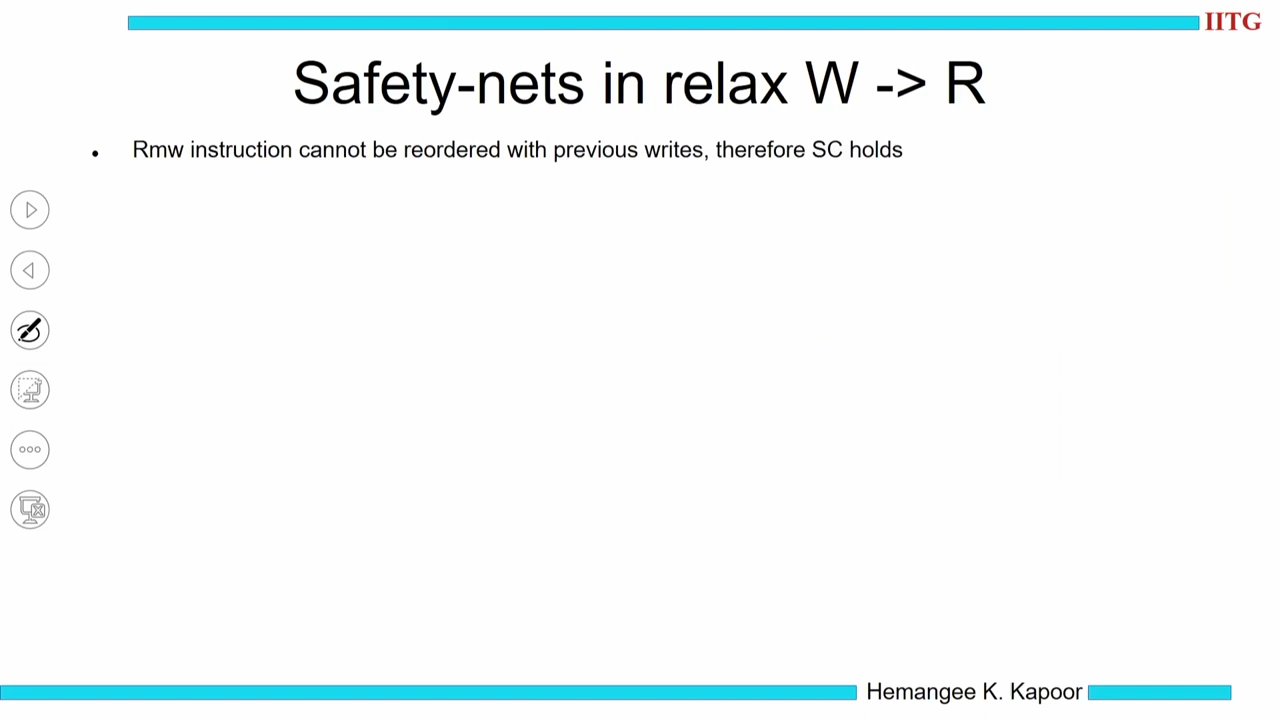 IITG
Safety-nets in relax W -> R
• Rmw instruction cannot be reordered with previous writes, therefore SC holds
Hemangee K. Kapoor